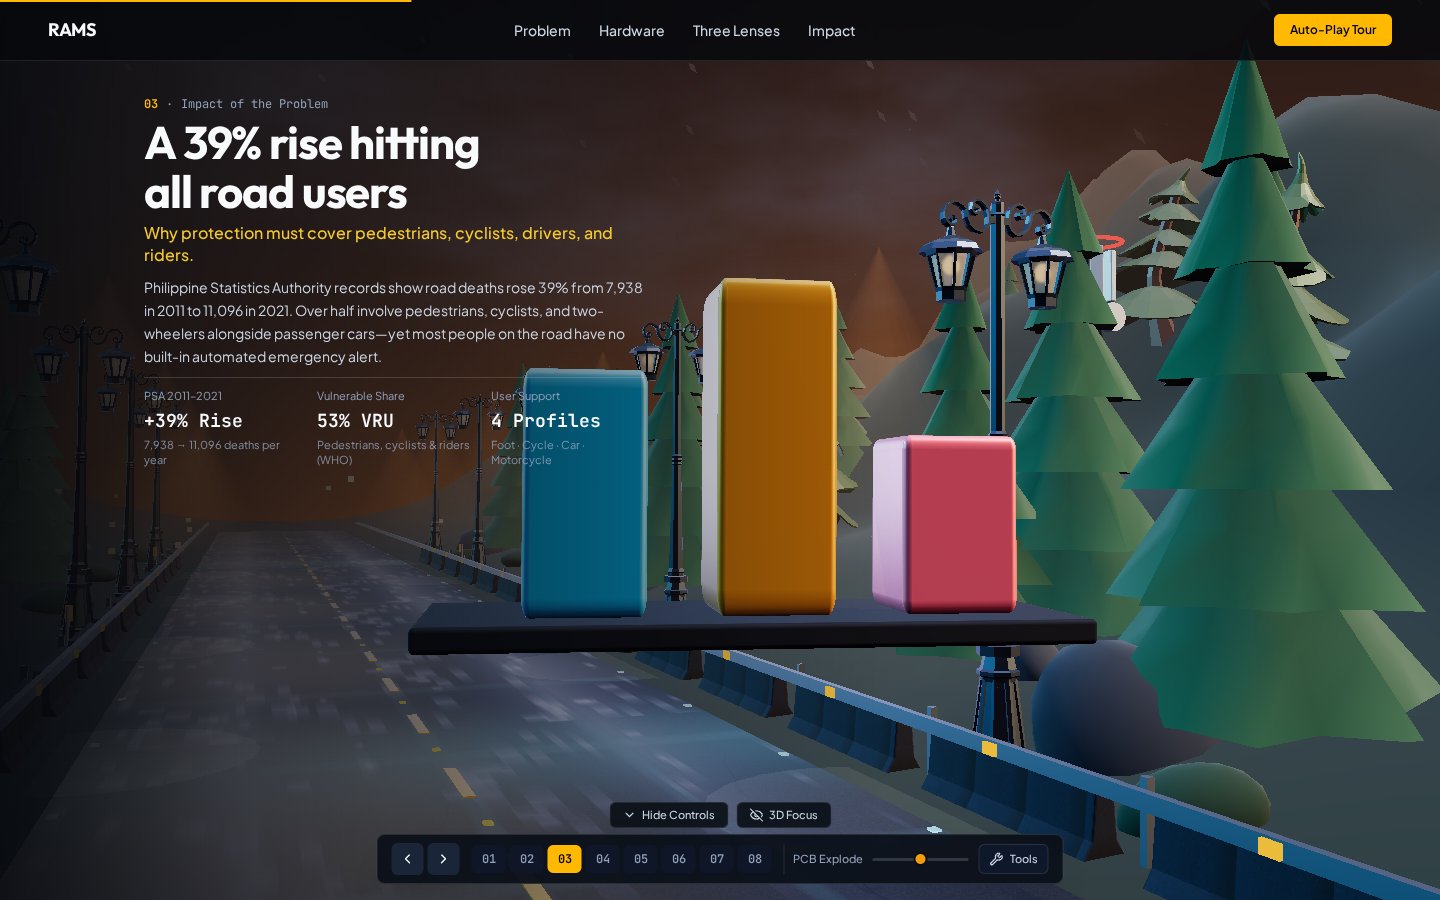 RAMS
Problem
Hardware
Three Lenses
Impact
Auto-Play Tour
03 · Impact of the Problem
A 39% rise hitting
all road users
Why protection must cover pedestrians, cyclists, drivers, and
riders.
Philippine Statistics Authority records show road deaths rose 39% from 7,938
in 2011 to 11,096 in 2021. Over half involve pedestrians, cyclists, and two-
wheelers alongside passenger cars—yet most people on the road have no
built-in automated emergency alert.
PSA 2011–2021
+39% Rise
7,938 → 11,096 deaths per
year
Vulnerable Share
53% VRU
Pedestrians, cyclists & riders
(WHO)
User Support
4 Profiles
Foot · Cycle · Car ·
Motorcycle
Hide Controls
3D Focus
01
02
03
04
05
06
07
08
PCB Explode
Tools